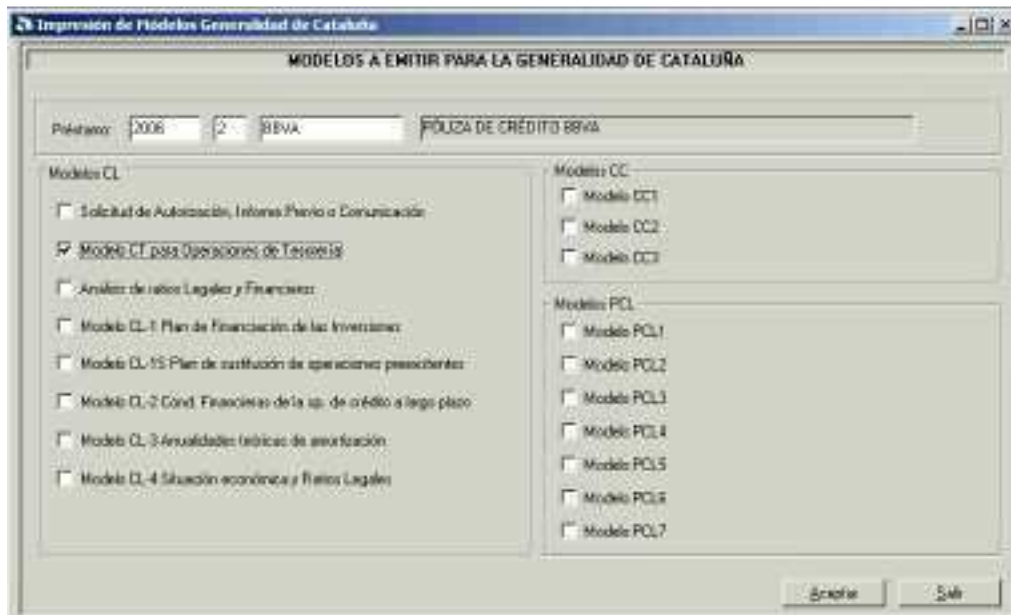 Impresión de Modelos Generalidad de Cataluña
MODELOS A EMITIR PARA LA GENERALIDAD DE CATALUÑA
Préstamo: 2006 2 BBVA POLIZA DE CRÉDITO BBVA
Modelos CL
Solicitud de Autorización, Informe Previo o Comunicación
Modelo CT para Operaciones de Tesorería
Análisis de ratios Legales y Financieros
Modelo CL-1 Plan de Financiación de las Inversiones
Modelo CL-1S Plan de sustitución de operaciones preexistentes
Modelo CL-2 Cond. Financieras de la op. de crédito a largo plazo
Modelo CL-3 Anualidades teóricas de amortización
Modelo CL-4 Situación económica y Ratios Legales
Modelos CC
Modelo CC1
Modelo CC2
Modelo CC3
Modelos PCL
Modelo PCL1
Modelo PCL2
Modelo PCL3
Modelo PCL4
Modelo PCL5
Modelo PCL6
Modelo PCL7
Aceptar Salir